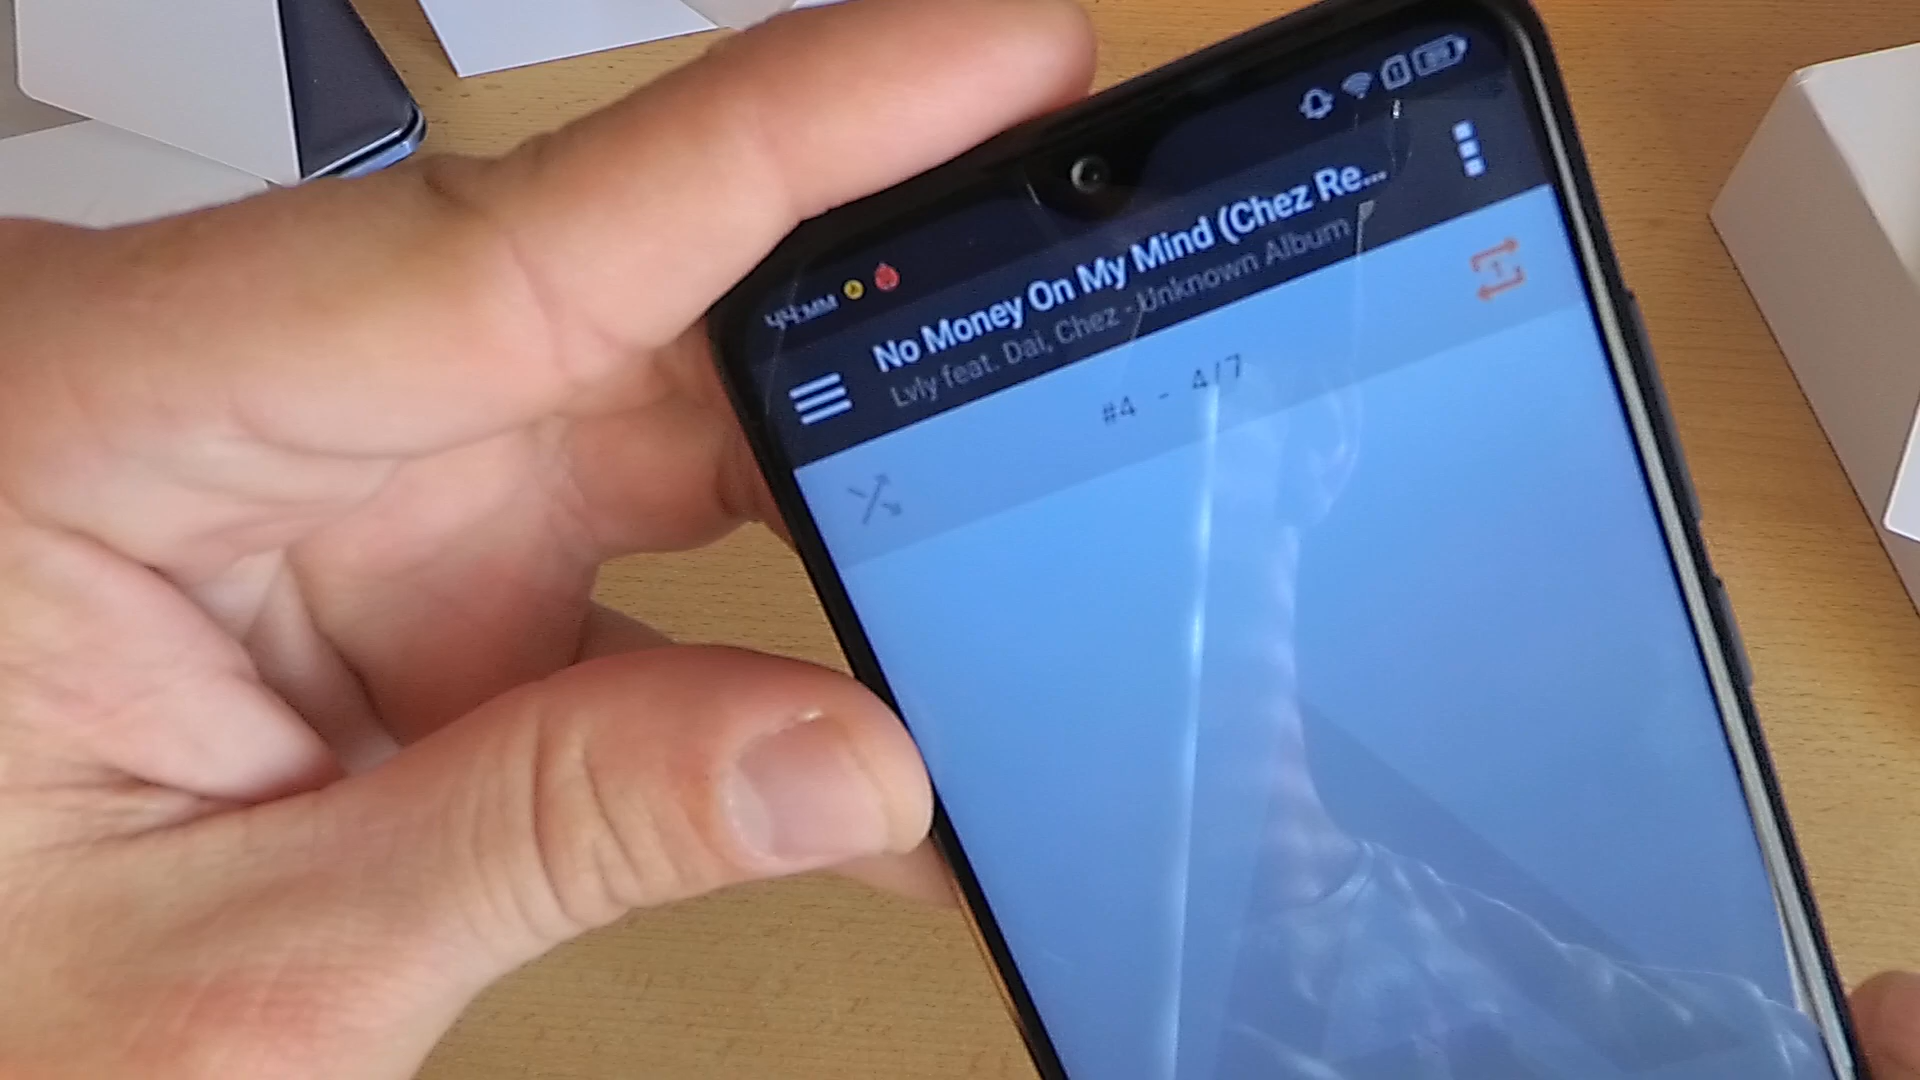 No Money On My Mind (Chez Re...
Lvly feat. Dai, Chez - Unknown Album
#4 - 4/7